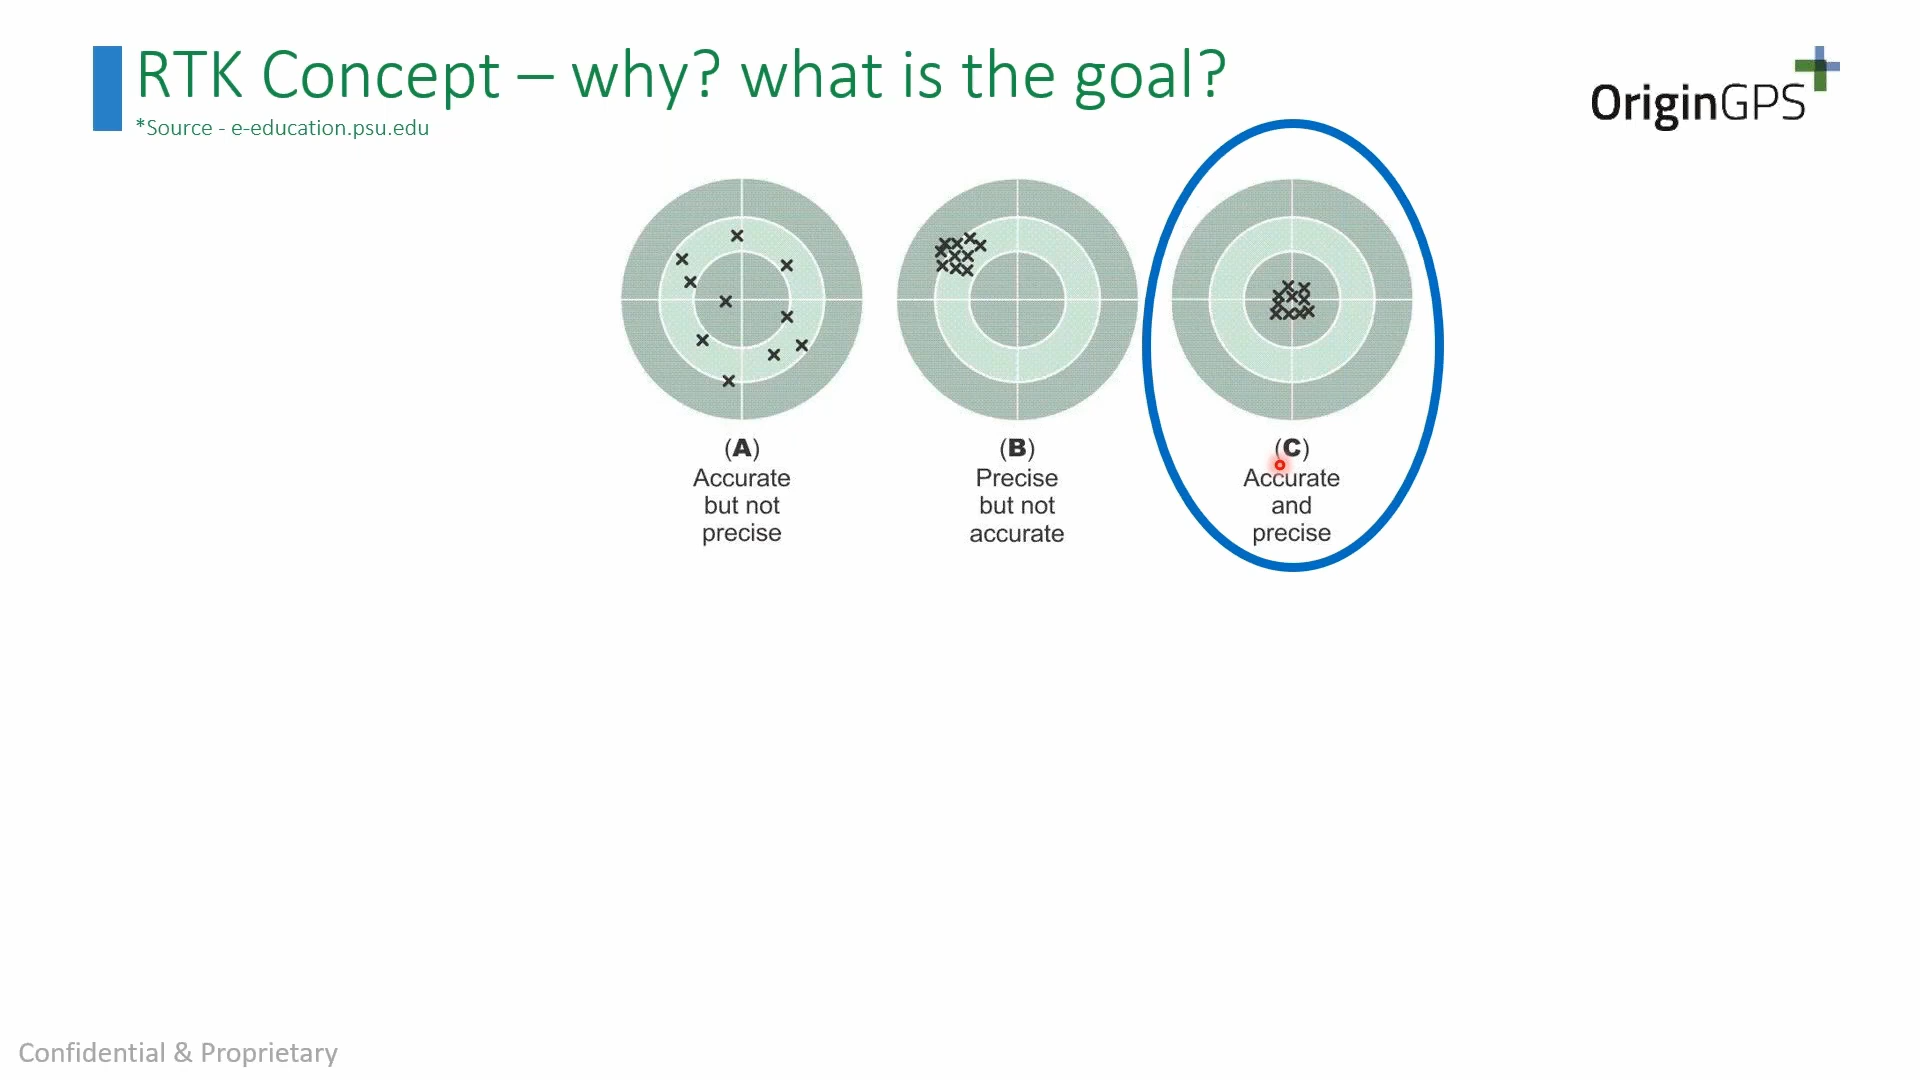 RTK Concept – why? what is the goal?
*Source - e-education.psu.edu
OriginGPS
(A)
Accurate
but not
precise
(B)
Precise
but not
accurate
(C)
Accurate
and
precise
Confidential & Proprietary